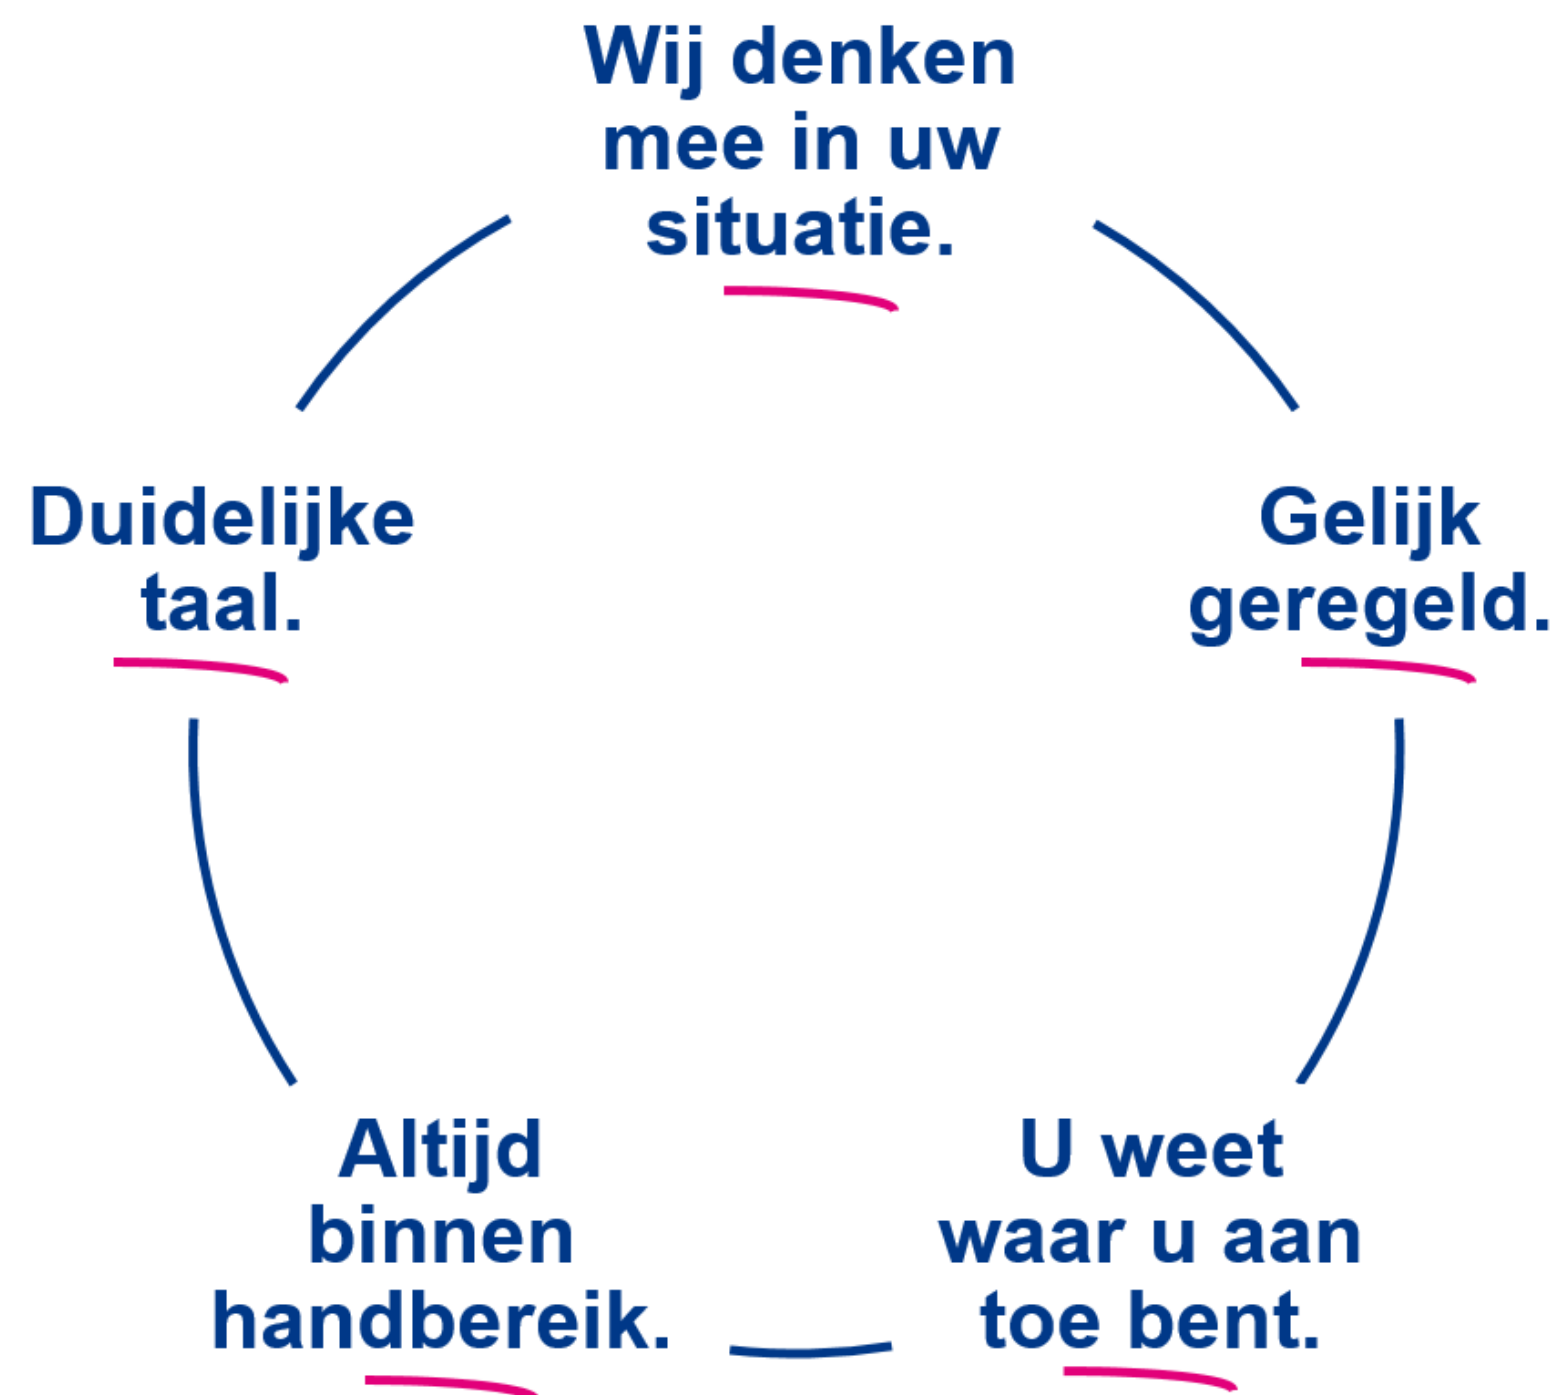 Wij denken
mee in uw
situatie.
Duidelijke
taal.
Gelijk
geregeld.
Altijd
binnen
handbereik.
U weet
waar u aan
toe bent.